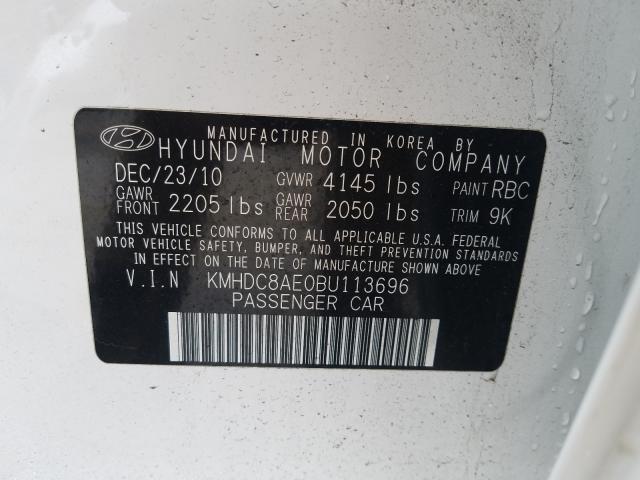 MANUFACTURED IN KOREA BY
HYUNDAI MOTOR COMPANY
DEC/23/10 GVWR 4145 lbs PAINT RBC
GAWR FRONT 2205 lbs GAWR REAR 2050 lbs TRIM 9K
THIS VEHICLE CONFORMS TO ALL APPLICABLE U.S.A. FEDERAL
MOTOR VEHICLE SAFETY, BUMPER, AND THEFT PREVENTION STANDARDS
IN EFFECT ON THE DATE OF MANUFACTURE SHOWN ABOVE.
V.I.N KMHDC8AE0BU113696
PASSENGER CAR